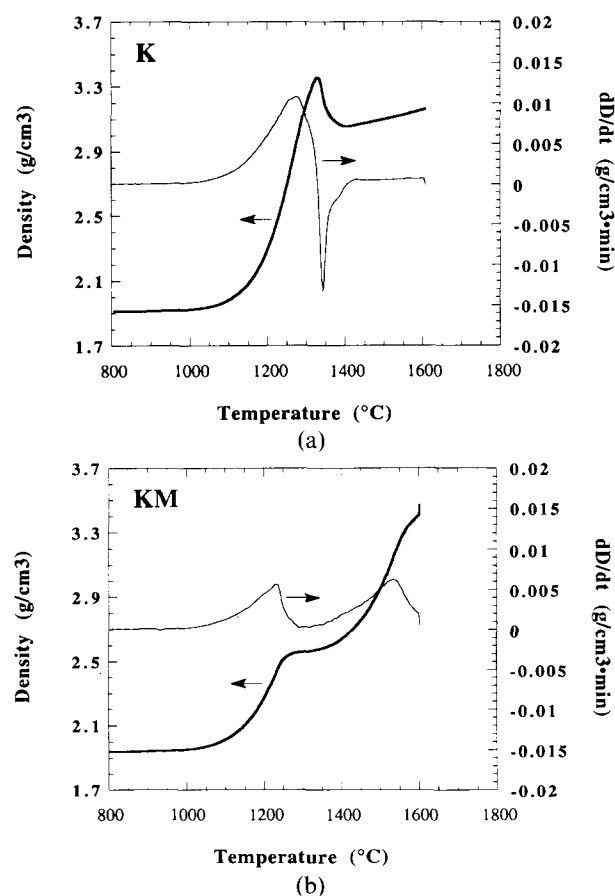 K
3.7
3.3
2.9
2.5
2.1
1.7
Density (g/cm3)
0.02
0.015
0.01
0.005
0
-0.005
-0.01
-0.015
-0.02
dD/dt (g/cm3•min)
800 1000 1200 1400 1600 1800
Temperature (°C)
(a)
KM
3.7
3.3
2.9
2.5
2.1
1.7
Density (g/cm3)
0.02
0.015
0.01
0.005
0
-0.005
-0.01
-0.015
-0.02
dD/dt (g/cm3•min)
800 1000 1200 1400 1600 1800
Temperature (°C)
(b)